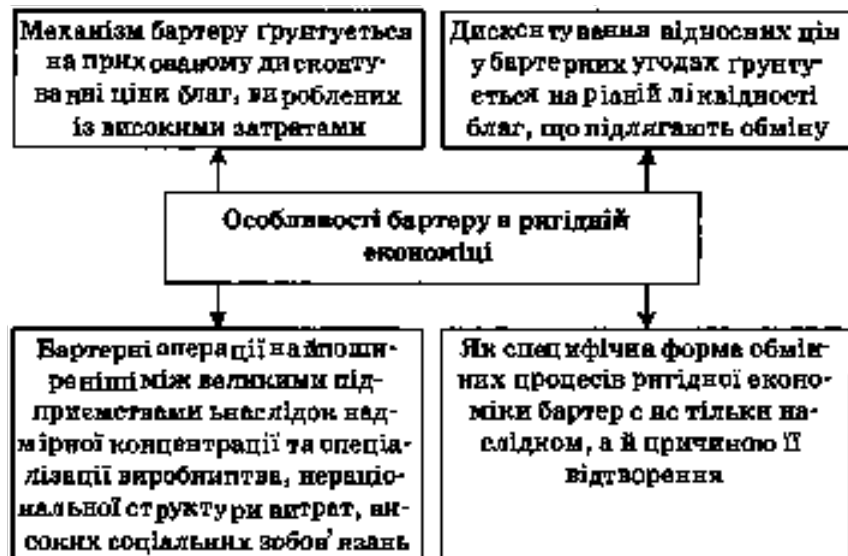 Механізм бартеру ґрунтується
на прихованому дисконту
ванні ціни благ, вироблених
із високими затратами
Дисконтування відносних цін
у бартерних угодах ґрунту
ється на різній ліквідності
благ, що підлягають обміну
Особливості бартеру в ригідній
економіці
Бартерні операції найпоши-
реніші між великими під-
приємствами внаслідок над-
мірної концентрації та спеціа-
лізації виробництва, нераціо-
нальної структури витрат, ви-
соких соціальних зобов'язань
Як специфічна форма обмін-
них процесів ригідної еконо-
міки бартер є не тільки на-
слідком, а й причиною її
відтворення